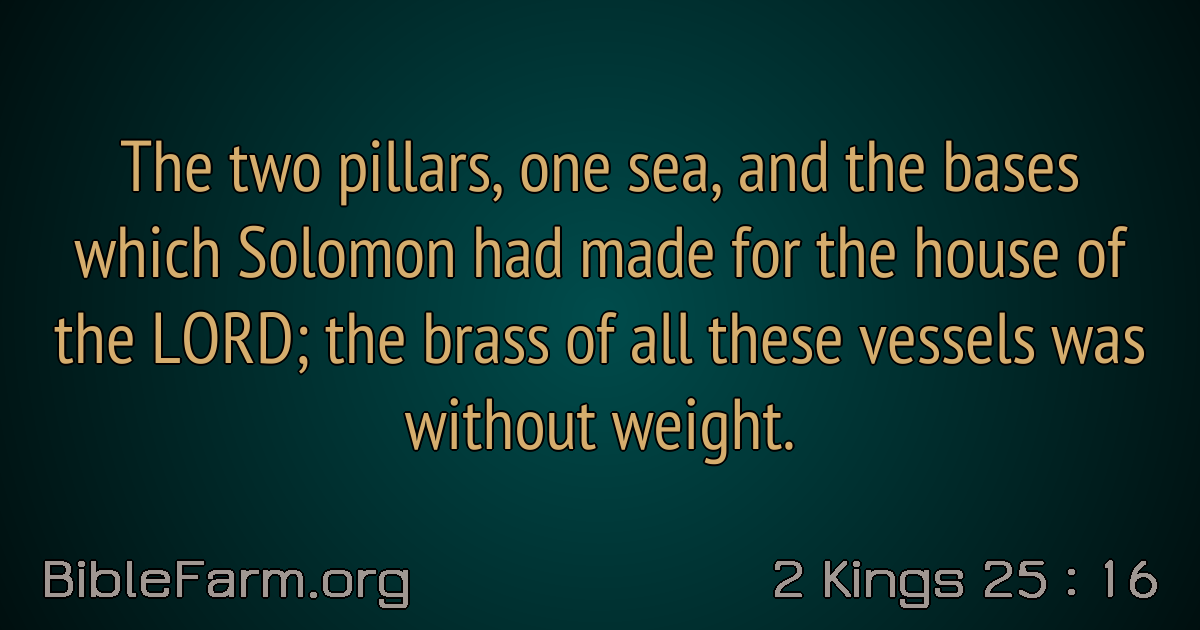 The two pillars, one sea, and the bases
which Solomon had made for the house of
the LORD; the brass of all these vessels was
without weight.
BibleFarm.org
2 Kings 25 : 16